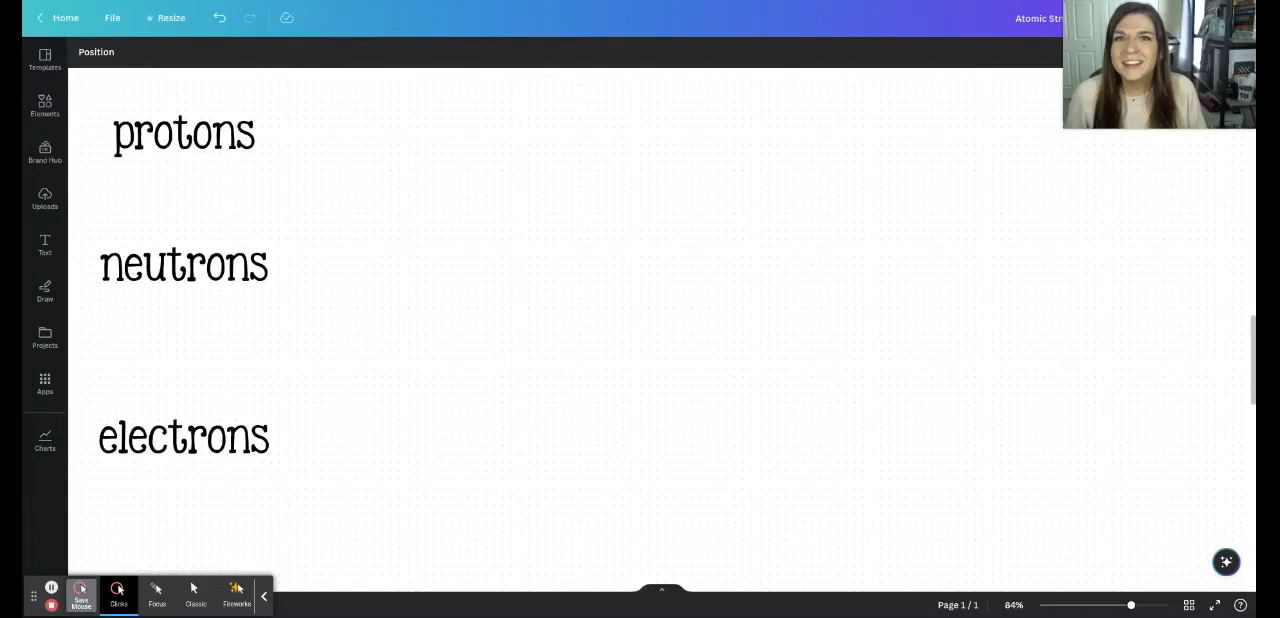 Home File Resize Atomic Str
Position
Templates
Elements
Brand Hub
Uploads
Text
Draw
Projects
Apps
Charts
protons
neutrons
electrons
Save Mouse Clicks Focus Classic Fireworks
Page 1 / 1 84%